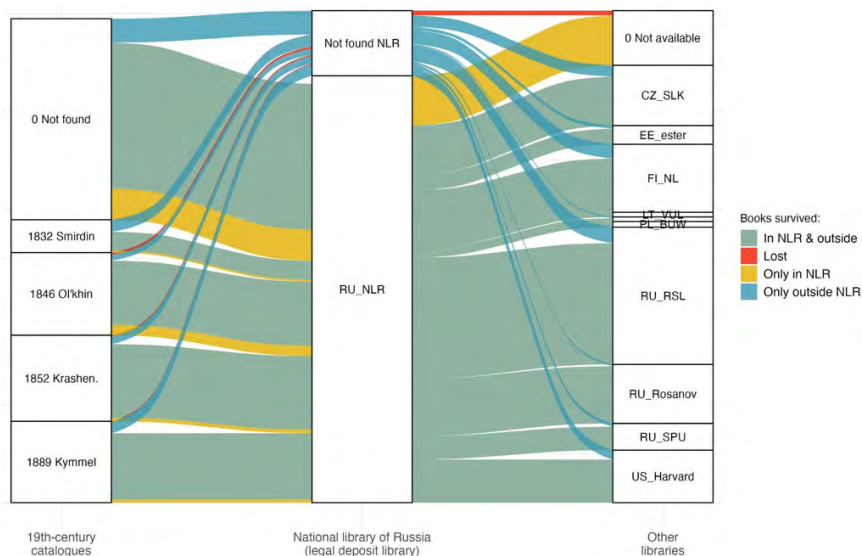 0 Not found
1832 Smirdin
1846 Ol'khin
1852 Krashen.
1889 Kymmel
19th-century
catalogues
Not found NLR
RU_NLR
National library of Russia
(legal deposit library)
0 Not available
CZ_SLK
EE_ester
FI_NL
LT_VUL
PL_BUW
RU_RSL
RU_Rosanov
RU_SPU
US_Harvard
Other
libraries
Books survived:
In NLR & outside
Lost
Only in NLR
Only outside NLR